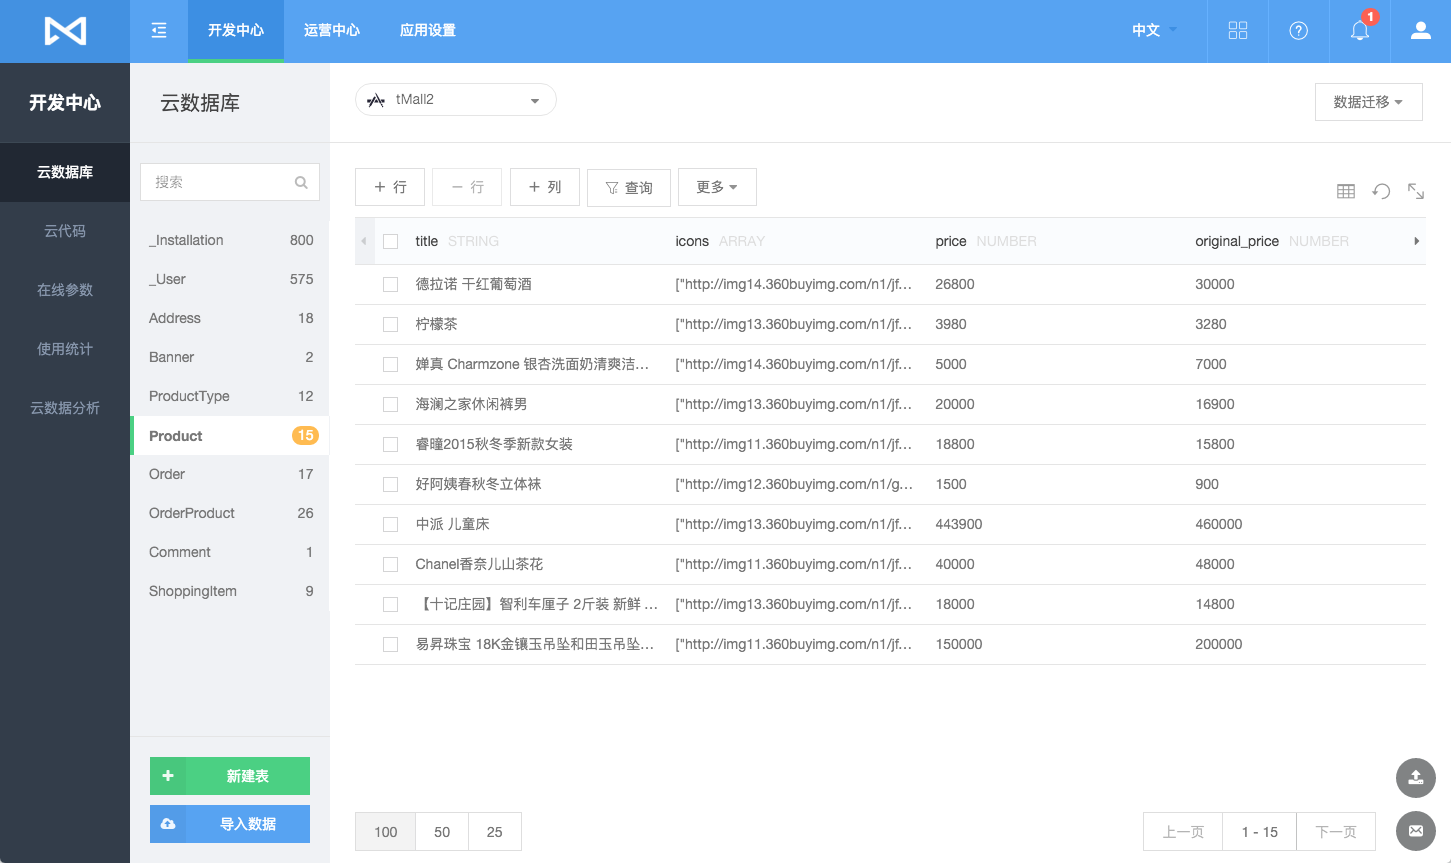 开发中心 运营中心 应用设置 中文 1
开发中心
云数据库
云代码
在线参数
使用统计
云数据分析
云数据库
搜索
_Installation 800
_User 575
Address 18
Banner 2
ProductType 12
Product 15
Order 17
OrderProduct 26
Comment 1
ShoppingItem 9
新建表
导入数据
tMall2 数据迁移
+ 行 − 行 + 列 查询 更多
title STRING icons ARRAY price NUMBER original_price NUMBER
德拉诺 干红葡萄酒 ["http://img14.360buyimg.com/n1/jf... 26800 30000
柠檬茶 ["http://img13.360buyimg.com/n1/jf... 3980 3280
婵真 Charmzone 银杏洗面奶清爽洁... ["http://img14.360buyimg.com/n1/jf... 5000 7000
海澜之家休闲裤男 ["http://img13.360buyimg.com/n1/jf... 20000 16900
睿瞳2015秋冬季新款女装 ["http://img11.360buyimg.com/n1/jf... 18800 15800
好阿姨春秋冬立体袜 ["http://img12.360buyimg.com/n1/g... 1500 900
中派 儿童床 ["http://img13.360buyimg.com/n1/jf... 443900 460000
Chanel香奈儿山茶花 ["http://img11.360buyimg.com/n1/jf... 40000 48000
【十记庄园】智利车厘子 2斤装 新鲜 ... ["http://img13.360buyimg.com/n1/jf... 18000 14800
易昇珠宝 18K金镶玉吊坠和田玉吊坠... ["http://img11.360buyimg.com/n1/jf... 150000 200000
100 50 25 上一页 1 - 15 下一页